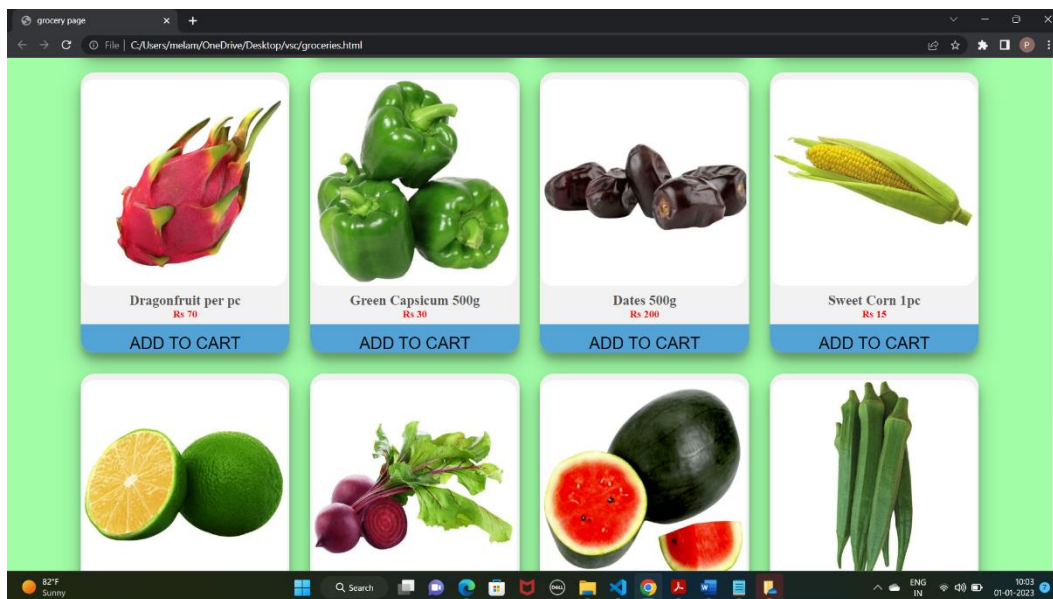 grocery page
File | C:/Users/melam/OneDrive/Desktop/vsc/groceries.html
Dragonfruit per pc
Rs 70
ADD TO CART
Green Capsicum 500g
Rs 30
ADD TO CART
Dates 500g
Rs 200
ADD TO CART
Sweet Corn 1pc
Rs 15
ADD TO CART
82°F
Sunny
Search
ENG
IN
10:03
01-01-2023